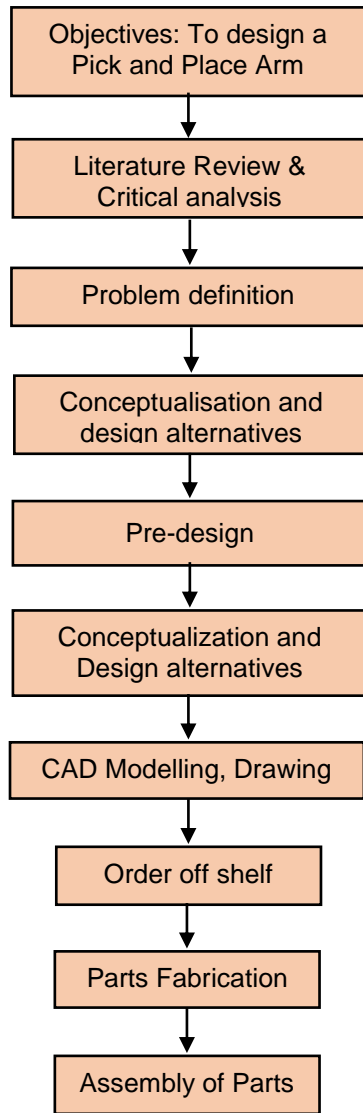 Objectives: To design a
Pick and Place Arm
Literature Review &
Critical analysis
Problem definition
Conceptualisation and
design alternatives
Pre-design
Conceptualization and
Design alternatives
CAD Modelling, Drawing
Order off shelf
Parts Fabrication
Assembly of Parts